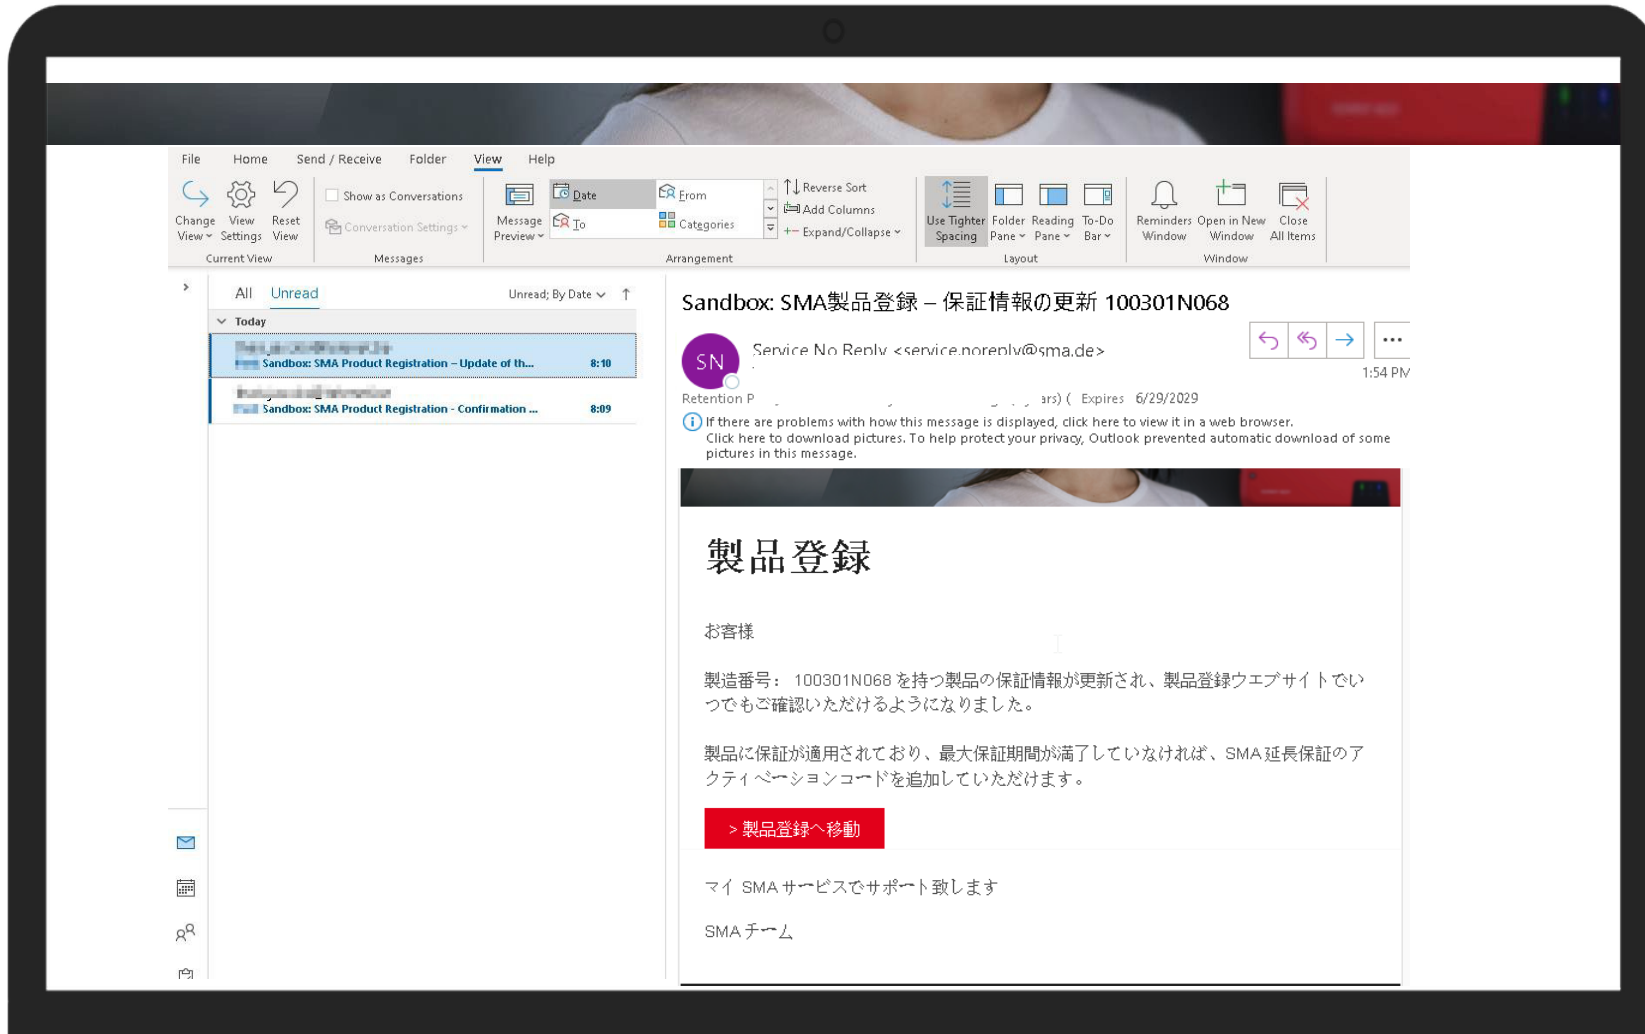 File Home Send / Receive Folder View Help
Change View
View Settings
Reset View
Current View
Show as Conversations
Conversation Settings
Messages
Message Preview
Date
From
To
Categories
Reverse Sort
Add Columns
Expand/Collapse
Arrangement
Use Tighter Spacing
Folder Pane
Reading Pane
To-Do Bar
Layout
Reminders Window
Open in New Window
Close All Items
Window
All Unread Unread; By Date
Today
Sandbox: SMA Product Registration – Update of th... 8:10
Sandbox: SMA Product Registration - Confirmation ... 8:09
Sandbox: SMA製品登録 – 保証情報の更新 100301N068
SN
Service No Reply <service.noreply@sma.de>
1:54 PM
Retention Expires 6/29/2029
If there are problems with how this message is displayed, click here to view it in a web browser.
Click here to download pictures. To help protect your privacy, Outlook prevented automatic download of some
pictures in this message.
製品登録
お客様
製造番号： 100301N068 を持つ製品の保証情報が更新され、製品登録ウエブサイトでい
つでもご確認いただけるようになりました。
製品に保証が適用されており、最大保証期間が満了していなければ、SMA 延長保証のア
クティベーションコードを追加していただけます。
> 製品登録へ移動
マイ SMA サービスでサポート致します
SMA チーム